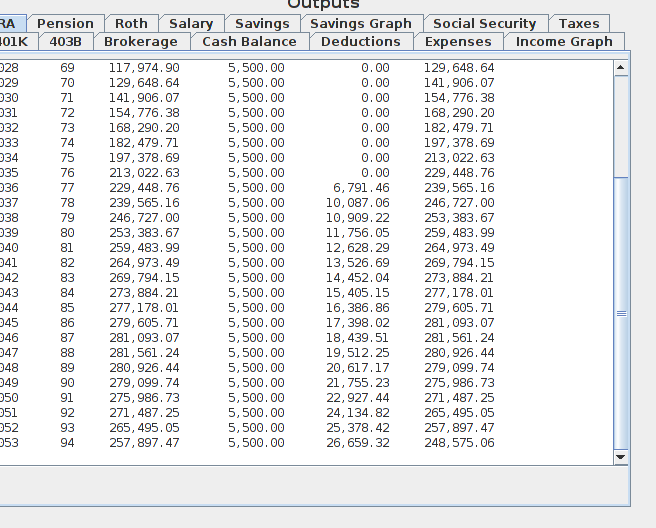 Outputs
RA Pension Roth Salary Savings Savings Graph Social Security Taxes
401K 403B Brokerage Cash Balance Deductions Expenses Income Graph
028 69 117,974.90 5,500.00 0.00 129,648.64
029 70 129,648.64 5,500.00 0.00 141,906.07
030 71 141,906.07 5,500.00 0.00 154,776.38
031 72 154,776.38 5,500.00 0.00 168,290.20
032 73 168,290.20 5,500.00 0.00 182,479.71
033 74 182,479.71 5,500.00 0.00 197,378.69
034 75 197,378.69 5,500.00 0.00 213,022.63
035 76 213,022.63 5,500.00 0.00 229,448.76
036 77 229,448.76 5,500.00 6,791.46 239,565.16
037 78 239,565.16 5,500.00 10,087.06 246,727.00
038 79 246,727.00 5,500.00 10,909.22 253,383.67
039 80 253,383.67 5,500.00 11,756.05 259,483.99
040 81 259,483.99 5,500.00 12,628.29 264,973.49
041 82 264,973.49 5,500.00 13,526.69 269,794.15
042 83 269,794.15 5,500.00 14,452.04 273,884.21
043 84 273,884.21 5,500.00 15,405.15 277,178.01
044 85 277,178.01 5,500.00 16,386.86 279,605.71
045 86 279,605.71 5,500.00 17,398.02 281,093.07
046 87 281,093.07 5,500.00 18,439.51 281,561.24
047 88 281,561.24 5,500.00 19,512.25 280,926.44
048 89 280,926.44 5,500.00 20,617.17 279,099.74
049 90 279,099.74 5,500.00 21,755.23 275,986.73
050 91 275,986.73 5,500.00 22,927.44 271,487.25
051 92 271,487.25 5,500.00 24,134.82 265,495.05
052 93 265,495.05 5,500.00 25,378.42 257,897.47
053 94 257,897.47 5,500.00 26,659.32 248,575.06